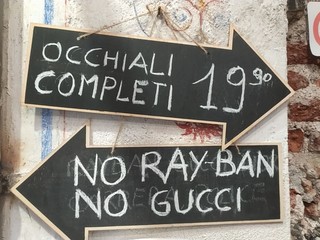 OCCHIALI
COMPLETI 19,90
NO RAY-BAN
NO GUCCI